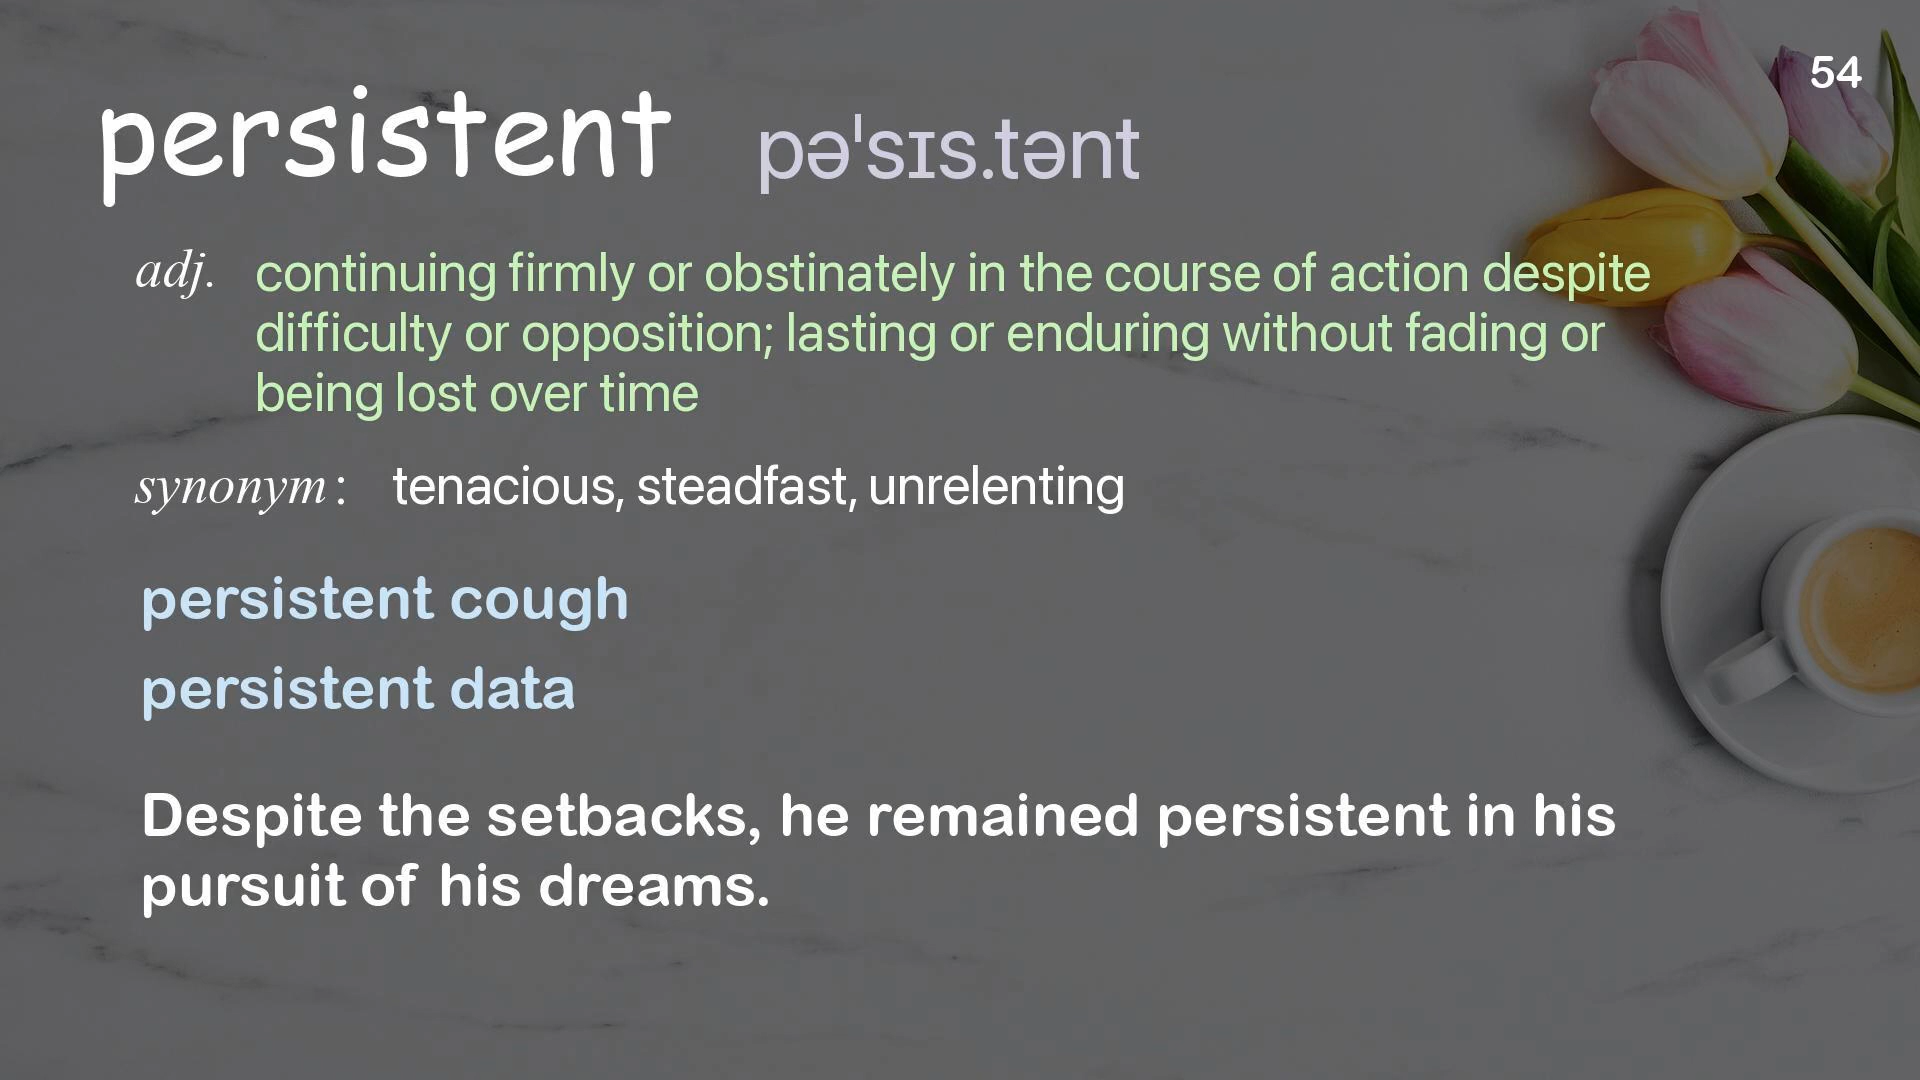 54
persistent pəˈsɪs.tənt
adj. continuing firmly or obstinately in the course of action despite
difficulty or opposition; lasting or enduring without fading or
being lost over time
synonym: tenacious, steadfast, unrelenting
persistent cough
persistent data
Despite the setbacks, he remained persistent in his
pursuit of his dreams.